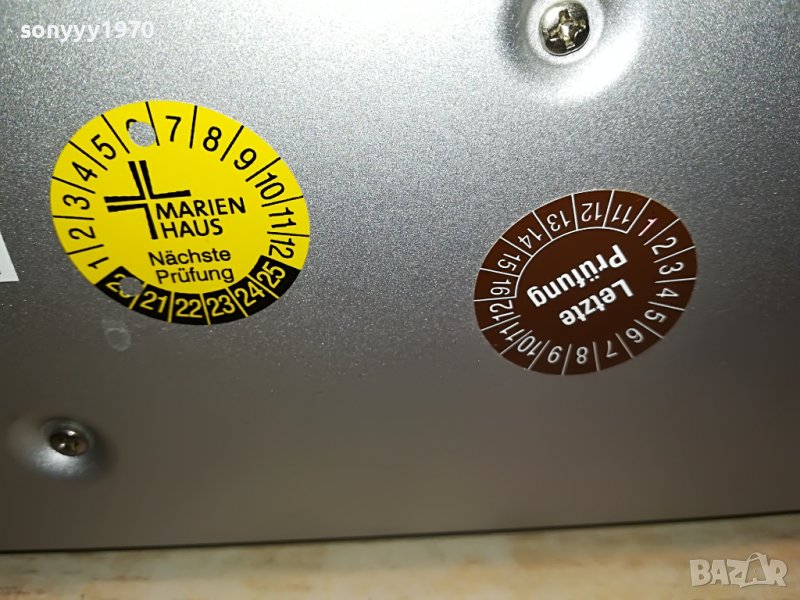 sonyyy1970
1 2 3 4 5 7 8 9 10 11 12
MARIEN
HAUS
Nächste
Prüfung
21 22 23 24 25
Letzte
Prüfung
1 2 3 4 5 6 7 8 9 10 11 12
11 12 13 14 15 16
BAZAR